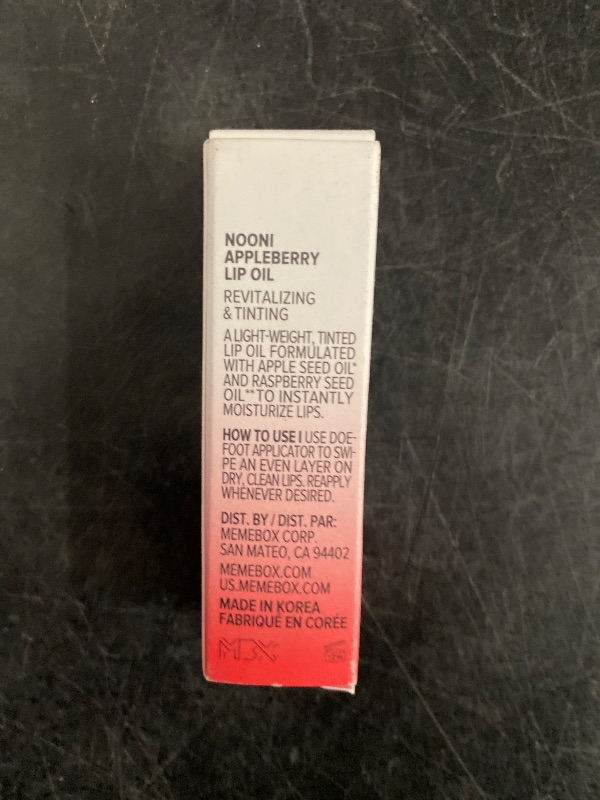 NOONI
APPLEBERRY
LIP OIL
REVITALIZING
& TINTING
A LIGHT-WEIGHT, TINTED
LIP OIL FORMULATED
WITH APPLE SEED OIL*
AND RASPBERRY SEED
OIL** TO INSTANTLY
MOISTURIZE LIPS.
HOW TO USE I USE DOE-
FOOT APPLICATOR TO SWI-
PE AN EVEN LAYER ON
DRY, CLEAN LIPS. REAPPLY
WHENEVER DESIRED.
DIST. BY / DIST. PAR:
MEMEBOX CORP.
SAN MATEO, CA 94402
MEMEBOX.COM
US.MEMEBOX.COM
MADE IN KOREA
FABRIQUÉ EN CORÉE
MBX